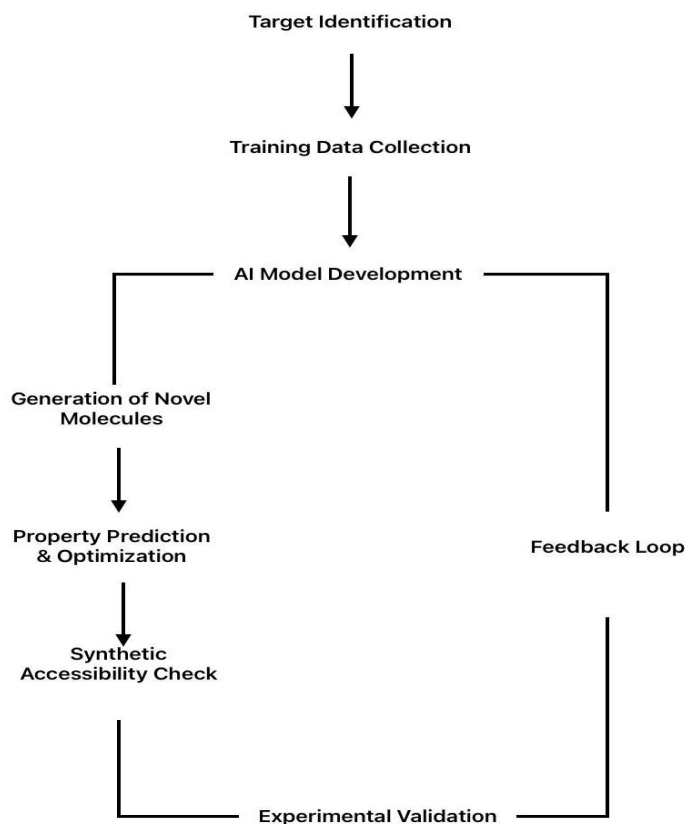 Target Identification
Training Data Collection
AI Model Development
Generation of Novel
Molecules
Property Prediction
& Optimization
Feedback Loop
Synthetic
Accessibility Check
Experimental Validation